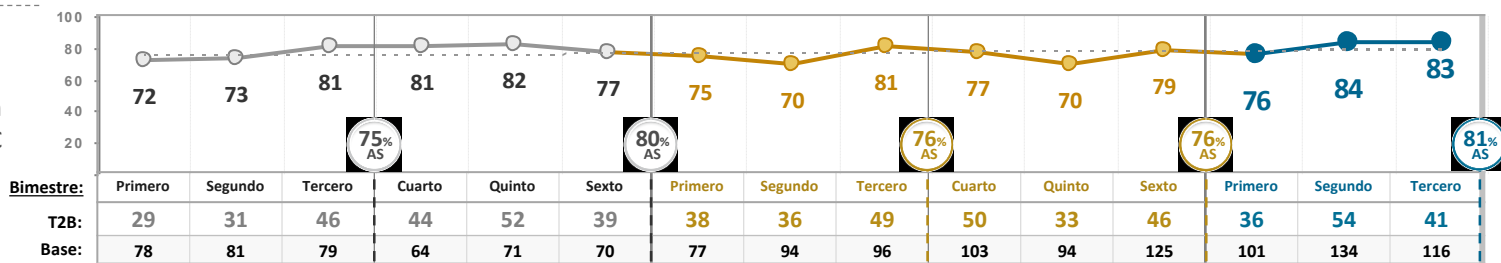 100
80
60
40
20
72 73 81 81 82 77 75 70 81 77 70 79 76 84 83
75% AS 80% AS 76% AS 76% AS 81% AS
Bimestre: Primero Segundo Tercero Cuarto Quinto Sexto Primero Segundo Tercero Cuarto Quinto Sexto Primero Segundo Tercero
T2B: 29 31 46 44 52 39 38 36 49 50 33 46 36 54 41
Base: 78 81 79 64 71 70 77 94 96 103 94 125 101 134 116